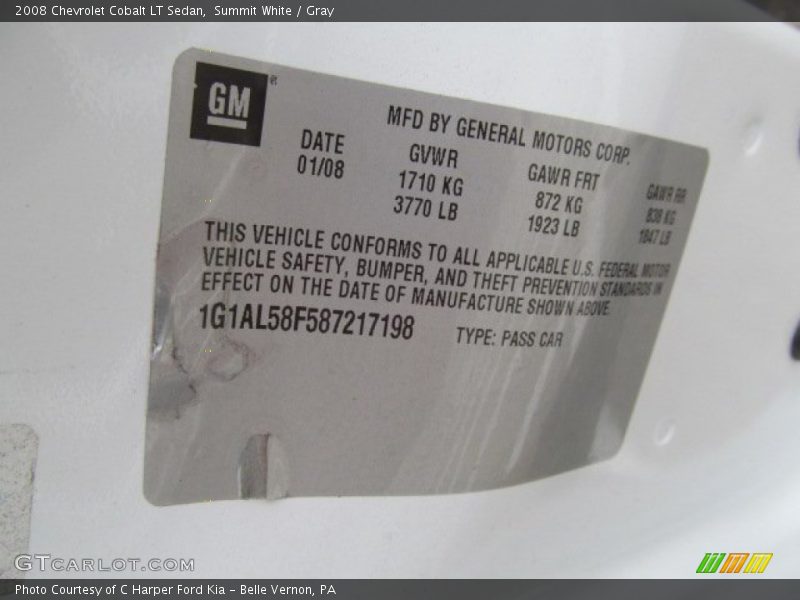 2008 Chevrolet Cobalt LT Sedan, Summit White / Gray
GM®
MFD BY GENERAL MOTORS CORP.
DATE GVWR GAWR FRT GAWR RR
01/08 1710 KG 872 KG 838 KG
3770 LB 1923 LB 1847 LB
THIS VEHICLE CONFORMS TO ALL APPLICABLE U.S. FEDERAL MOTOR
VEHICLE SAFETY, BUMPER, AND THEFT PREVENTION STANDARDS IN
EFFECT ON THE DATE OF MANUFACTURE SHOWN ABOVE.
1G1AL58F587217198 TYPE: PASS CAR
GTCARLOT.COM
Photo Courtesy of C Harper Ford Kia - Belle Vernon, PA